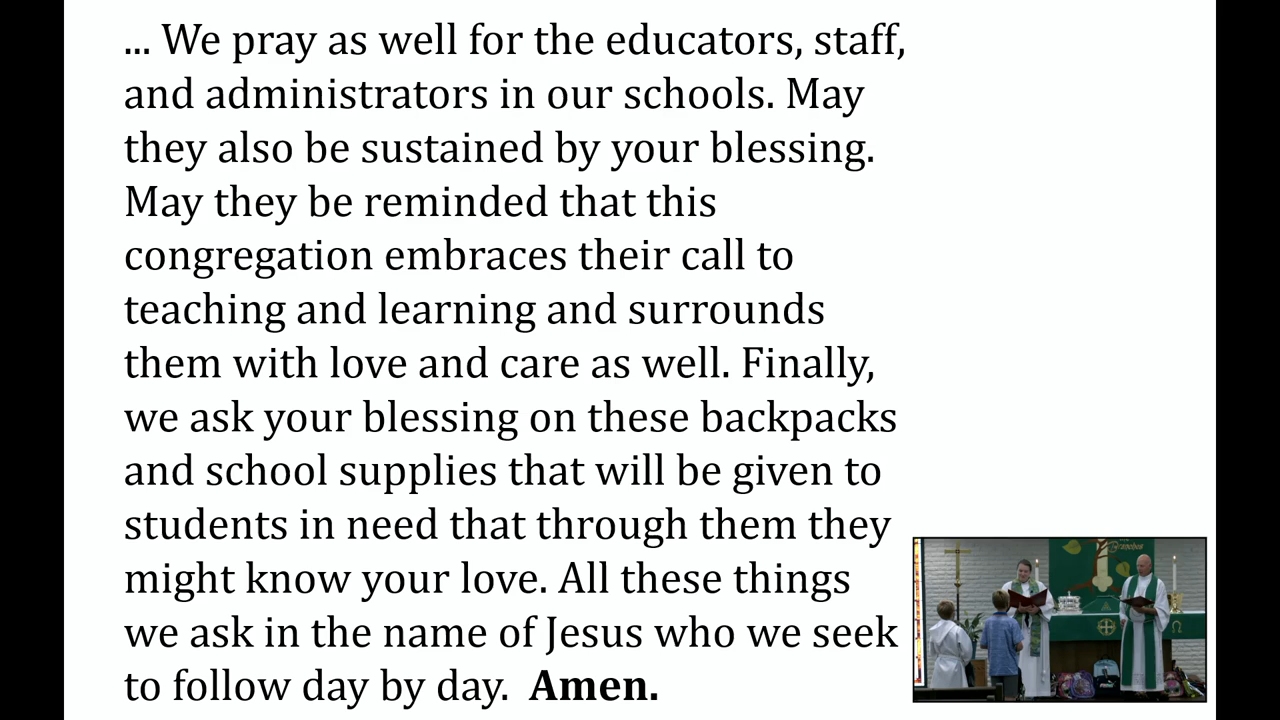 ... We pray as well for the educators, staff,
and administrators in our schools. May
they also be sustained by your blessing.
May they be reminded that this
congregation embraces their call to
teaching and learning and surrounds
them with love and care as well. Finally,
we ask your blessing on these backpacks
and school supplies that will be given to
students in need that through them they
might know your love. All these things
we ask in the name of Jesus who we seek
to follow day by day. Amen.
Branches
Ω